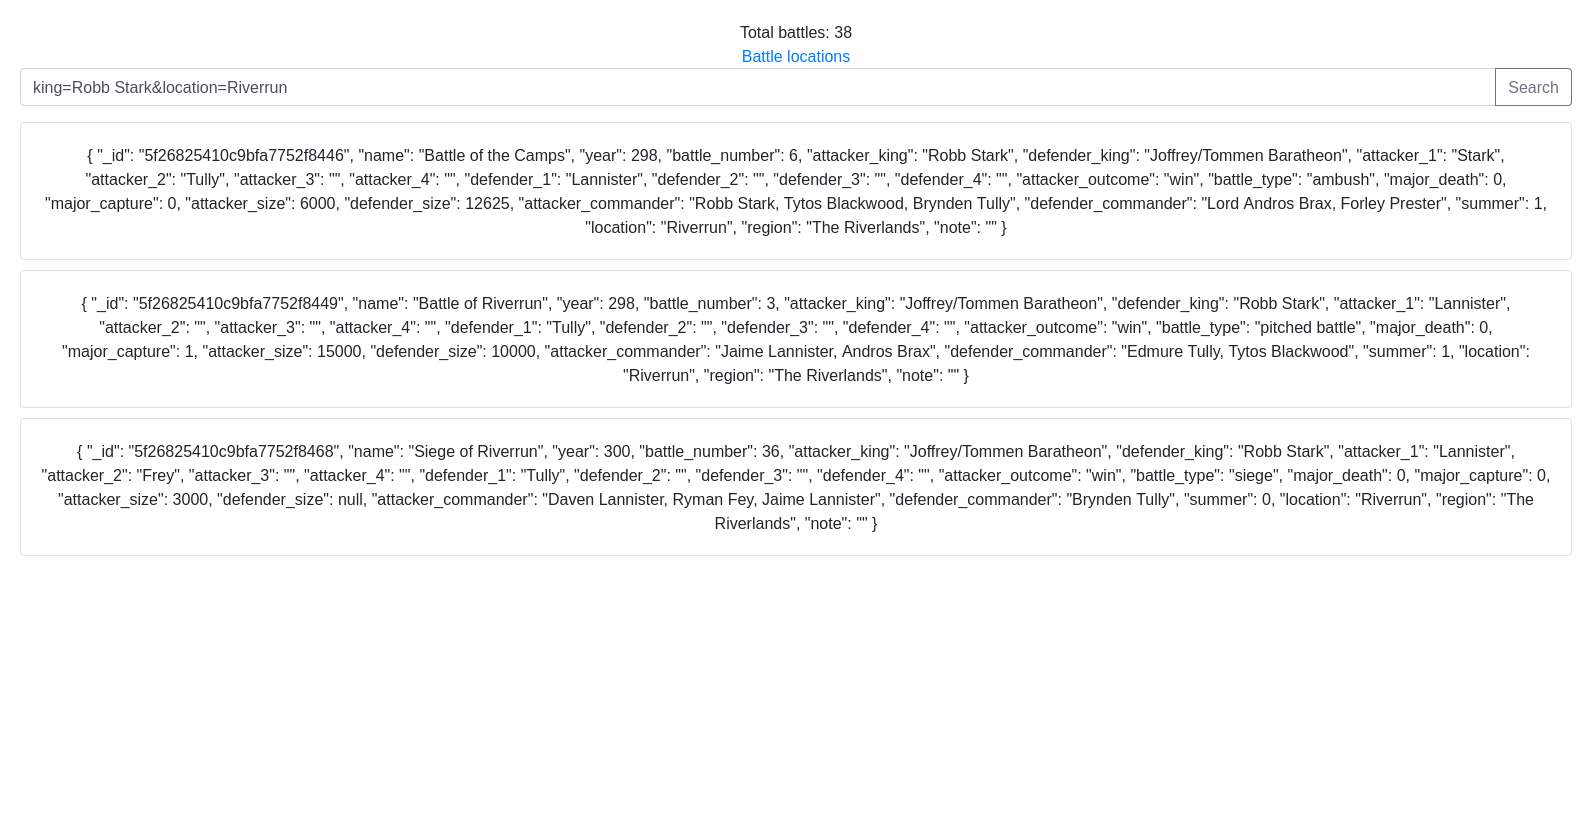 Total battles: 38
Battle locations
king=Robb Stark&location=Riverrun
Search
{ "_id": "5f26825410c9bfa7752f8446", "name": "Battle of the Camps", "year": 298, "battle_number": 6, "attacker_king": "Robb Stark", "defender_king": "Joffrey/Tommen Baratheon", "attacker_1": "Stark",
"attacker_2": "Tully", "attacker_3": "", "attacker_4": "", "defender_1": "Lannister", "defender_2": "", "defender_3": "", "defender_4": "", "attacker_outcome": "win", "battle_type": "ambush", "major_death": 0,
"major_capture": 0, "attacker_size": 6000, "defender_size": 12625, "attacker_commander": "Robb Stark, Tytos Blackwood, Brynden Tully", "defender_commander": "Lord Andros Brax, Forley Prester", "summer": 1,
"location": "Riverrun", "region": "The Riverlands", "note": "" }
{ "_id": "5f26825410c9bfa7752f8449", "name": "Battle of Riverrun", "year": 298, "battle_number": 3, "attacker_king": "Joffrey/Tommen Baratheon", "defender_king": "Robb Stark", "attacker_1": "Lannister",
"attacker_2": "", "attacker_3": "", "attacker_4": "", "defender_1": "Tully", "defender_2": "", "defender_3": "", "defender_4": "", "attacker_outcome": "win", "battle_type": "pitched battle", "major_death": 0,
"major_capture": 1, "attacker_size": 15000, "defender_size": 10000, "attacker_commander": "Jaime Lannister, Andros Brax", "defender_commander": "Edmure Tully, Tytos Blackwood", "summer": 1, "location":
"Riverrun", "region": "The Riverlands", "note": "" }
{ "_id": "5f26825410c9bfa7752f8468", "name": "Siege of Riverrun", "year": 300, "battle_number": 36, "attacker_king": "Joffrey/Tommen Baratheon", "defender_king": "Robb Stark", "attacker_1": "Lannister",
"attacker_2": "Frey", "attacker_3": "", "attacker_4": "", "defender_1": "Tully", "defender_2": "", "defender_3": "", "defender_4": "", "attacker_outcome": "win", "battle_type": "siege", "major_death": 0, "major_capture": 0,
"attacker_size": 3000, "defender_size": null, "attacker_commander": "Daven Lannister, Ryman Fey, Jaime Lannister", "defender_commander": "Brynden Tully", "summer": 0, "location": "Riverrun", "region": "The
Riverlands", "note": "" }